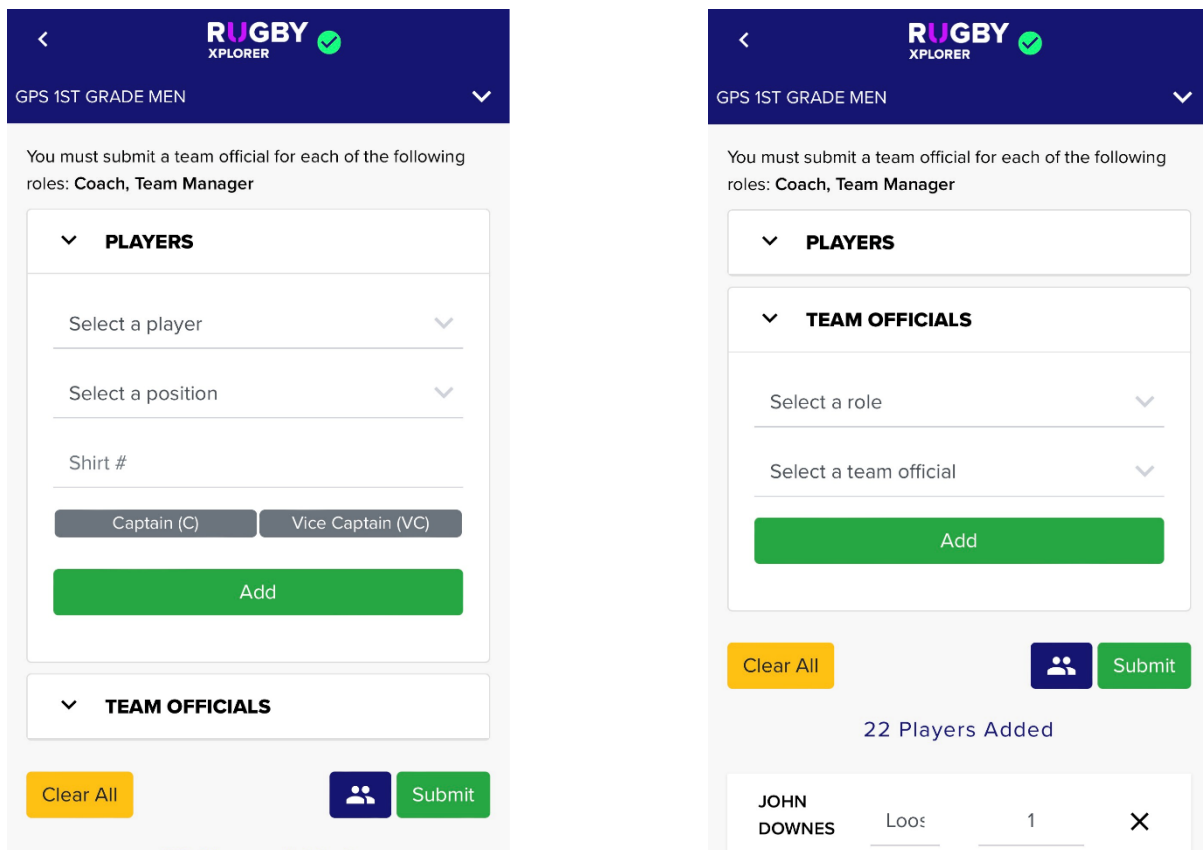 RUGBY
XPLORER
GPS 1ST GRADE MEN
You must submit a team official for each of the following
roles: Coach, Team Manager
PLAYERS
Select a player
Select a position
Shirt #
Captain (C)
Vice Captain (VC)
Add
TEAM OFFICIALS
Clear All
Submit
RUGBY
XPLORER
GPS 1ST GRADE MEN
You must submit a team official for each of the following
roles: Coach, Team Manager
PLAYERS
TEAM OFFICIALS
Select a role
Select a team official
Add
Clear All
Submit
22 Players Added
JOHN
DOWNES
Loos
1